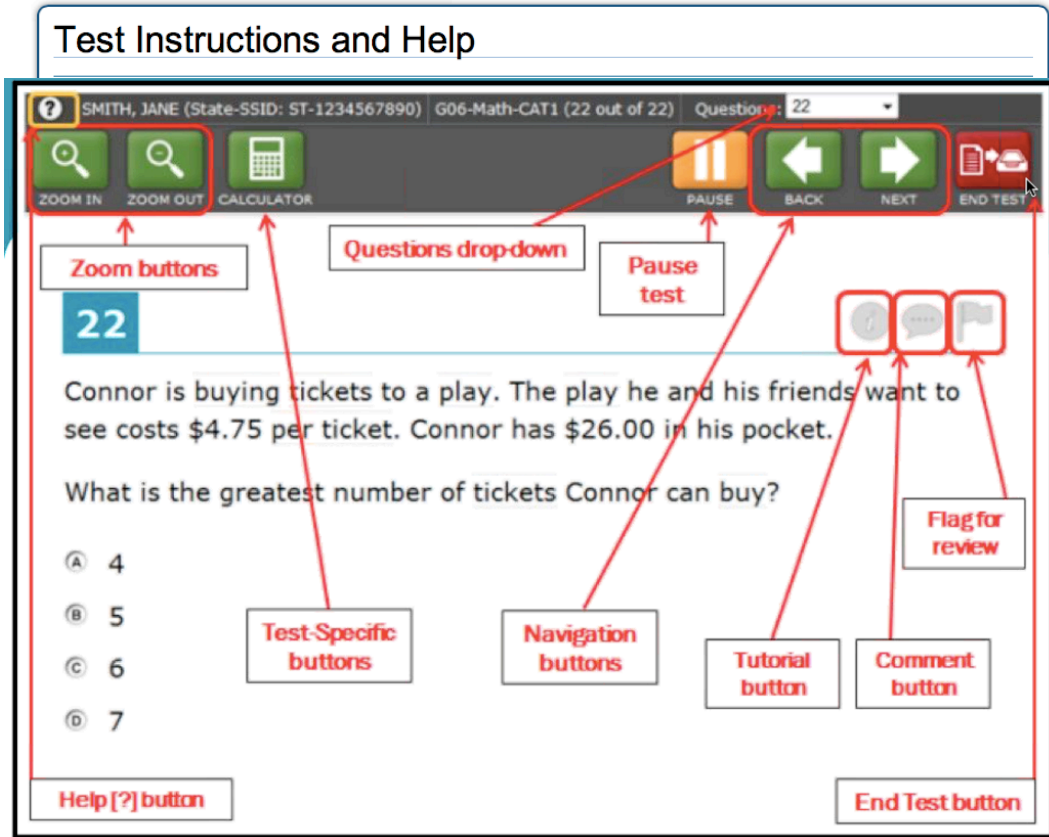 Test Instructions and Help
? SMITH, JANE (State-SSID: ST-1234567890) G06-Math-CAT1 (22 out of 22) Questions: 22
ZOOM IN ZOOM OUT CALCULATOR PAUSE BACK NEXT END TEST
Questions drop-down
Zoom buttons
Pause
test
22
i
Connor is buying tickets to a play. The play he and his friends want to
see costs $4.75 per ticket. Connor has $26.00 in his pocket.
What is the greatest number of tickets Connor can buy?
Flag for
review
A 4
B 5
C 6
D 7
Test-Specific
buttons
Navigation
buttons
Tutorial
button
Comment
button
Help [?] button
End Test button